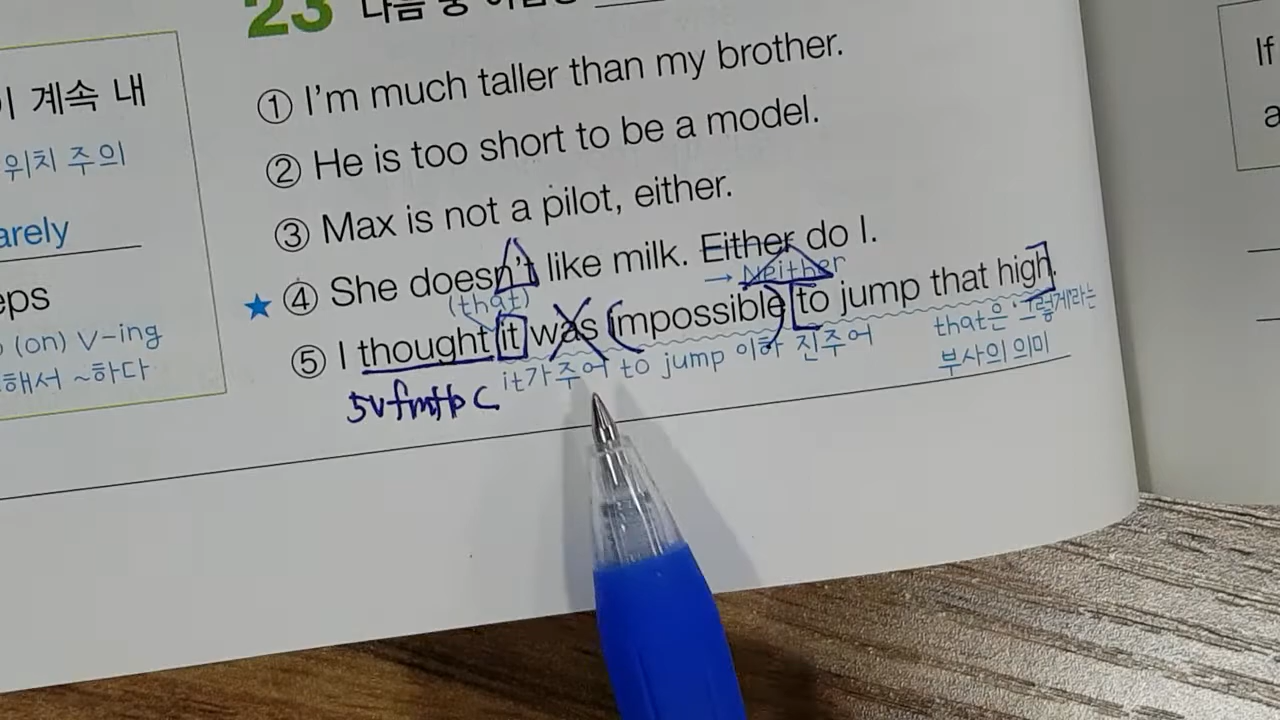 23 다음 중
이 계속 내
위치 주의
arely
eps
(on) V-ing
해서 ~하다
① I'm much taller than my brother.
② He is too short to be a model.
③ Max is not a pilot, either.
★ ④ She doesn't like milk. Either do I.
→ Neither
(that)
⑤ I thought it was impossible to jump that high.
it가주어 to jump 이하 진주어
that은 '그렇게'라는
부사의 의미
If
a